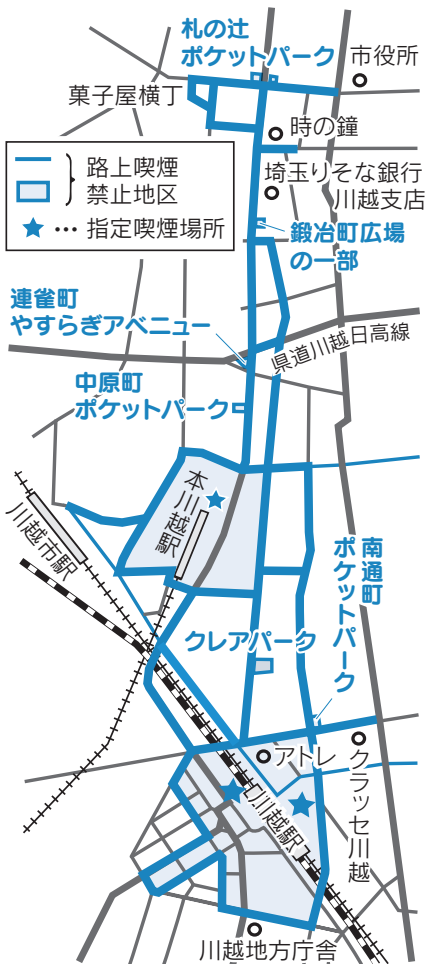 札の辻
ポケットパーク
市役所
菓子屋横丁
時の鐘
路上喫煙
禁止地区
★ … 指定喫煙場所
埼玉りそな銀行
川越支店
鍛冶町広場
の一部
連雀町
やすらぎアベニュー
県道川越日高線
中原町
ポケットパーク
本川越駅
川越市駅
南通町
ポケットパーク
クレアパーク
アトレ
クラッセ川越
川越駅
川越地方庁舎